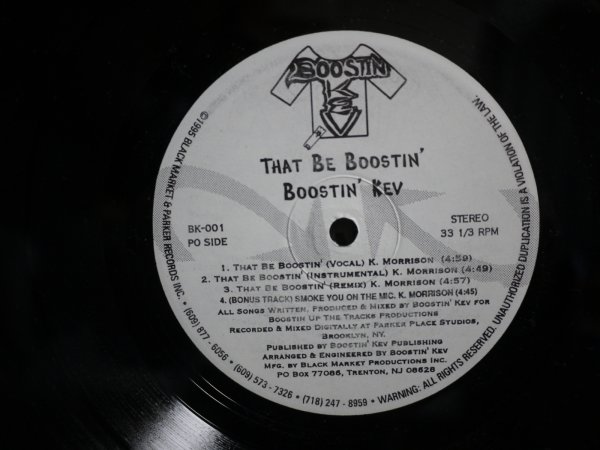 BOOSTIN
KEV
THAT BE BOOSTIN'
BOOSTIN' KEV
BK-001
PO SIDE
STEREO
33 1/3 RPM
1. THAT BE BOOSTIN' (VOCAL) K. MORRISON (4:59)
2. THAT BE BOOSTIN' (INSTRUMENTAL) K. MORRISON (4:49)
3. THAT BE BOOSTIN' (REMIX) K. MORRISON (4:57)
4. (BONUS TRACK) SMOKE YOU ON THE MIC. K. MORRISON (4:45)
ALL SONGS WRITTEN, PRODUCED & MIXED BY BOOSTIN' KEV FOR
BOOSTIN UP THE TRACKS PRODUCTIONS
RECORDED & MIXED DIGITALLY AT PARKER PLACE STUDIOS,
BROOKLYN, NY.
PUBLISHED BY BOOSTIN' KEV PUBLISHING
ARRANGED & ENGINEERED BY BOOSTIN' KEV
MFG. BY BLACK MARKET PRODUCTIONS INC.
PO BOX 77085, TRENTON, NJ 08628
©1995 BLACK MARKET & PARKER RECORDS INC. • (609) 877 - 6056 • (609) 573 - 7326 • (718) 247 - 8959 • WARNING: ALL RIGHTS RESERVED. UNAUTHORIZED DUPLICATION IS A VIOLATION OF THE LAW.